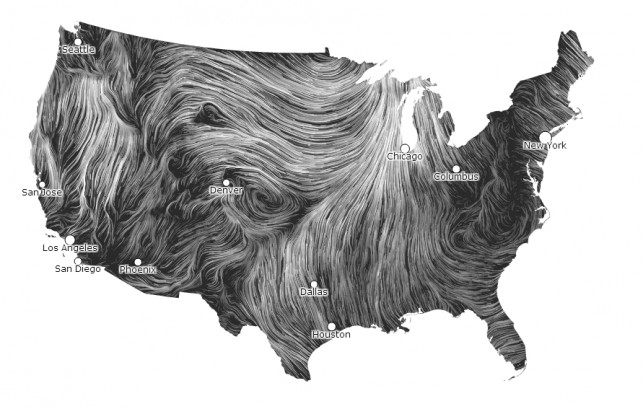 Seattle
Chicago
New York
Columbus
San Jose
Denver
Los Angeles
San Diego
Phoenix
Dallas
Houston